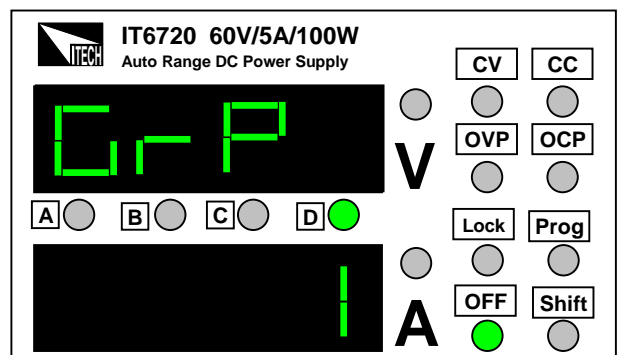 ITECH
IT6720 60V/5A/100W
Auto Range DC Power Supply
CV CC
GrP
V
OVP OCP
A B C D
Lock Prog
1
A
OFF Shift